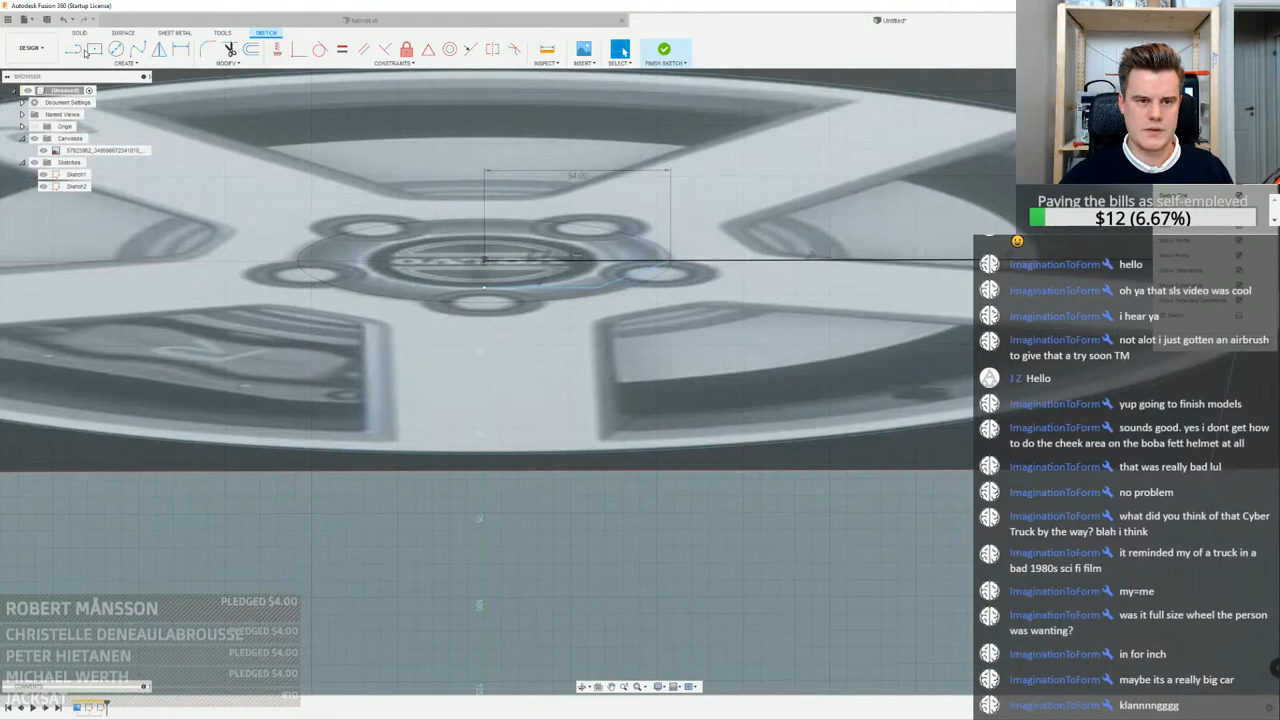 Autodesk Fusion 360 (Startup License)
Untitled*
SOLID
SURFACE
SHEET METAL
TOOLS
SKETCH
DESIGN
CREATE
MODIFY
CONSTRAINTS
INSPECT
INSERT
SELECT
FINISH SKETCH
BROWSER
(Unsaved)
Document Settings
Named Views
Origin
Canvases
Sketches
Sketch1
Sketch2
54.00
Paying the bills as self-employed
$12 (6.67%)
ImaginationToForm hello
ImaginationToForm oh ya that sls video was cool
ImaginationToForm i hear ya
ImaginationToForm not alot i just gotten an airbrush
to give that a try soon TM
J Z Hello
ImaginationToForm yup going to finish models
ImaginationToForm sounds good. yes i dont get how
to do the cheek area on the boba fett helmet at all
ImaginationToForm that was really bad lul
ImaginationToForm no problem
ImaginationToForm what did you think of that Cyber
Truck by the way? blah i think
ImaginationToForm it reminded my of a truck in a
bad 1980s sci fi film
ImaginationToForm my=me
ImaginationToForm was it full size wheel the person
was wanting?
ImaginationToForm in for inch
ImaginationToForm maybe its a really big car
ImaginationToForm klannnngggg
ROBERT MÅNSSON PLEDGED $4.00
CHRISTELLE DENEAULABROUSSE PLEDGED $4.00
PETER HIETANEN PLEDGED $4.00
MICHAEL WERTH PLEDGED $4.00
JACKSAT